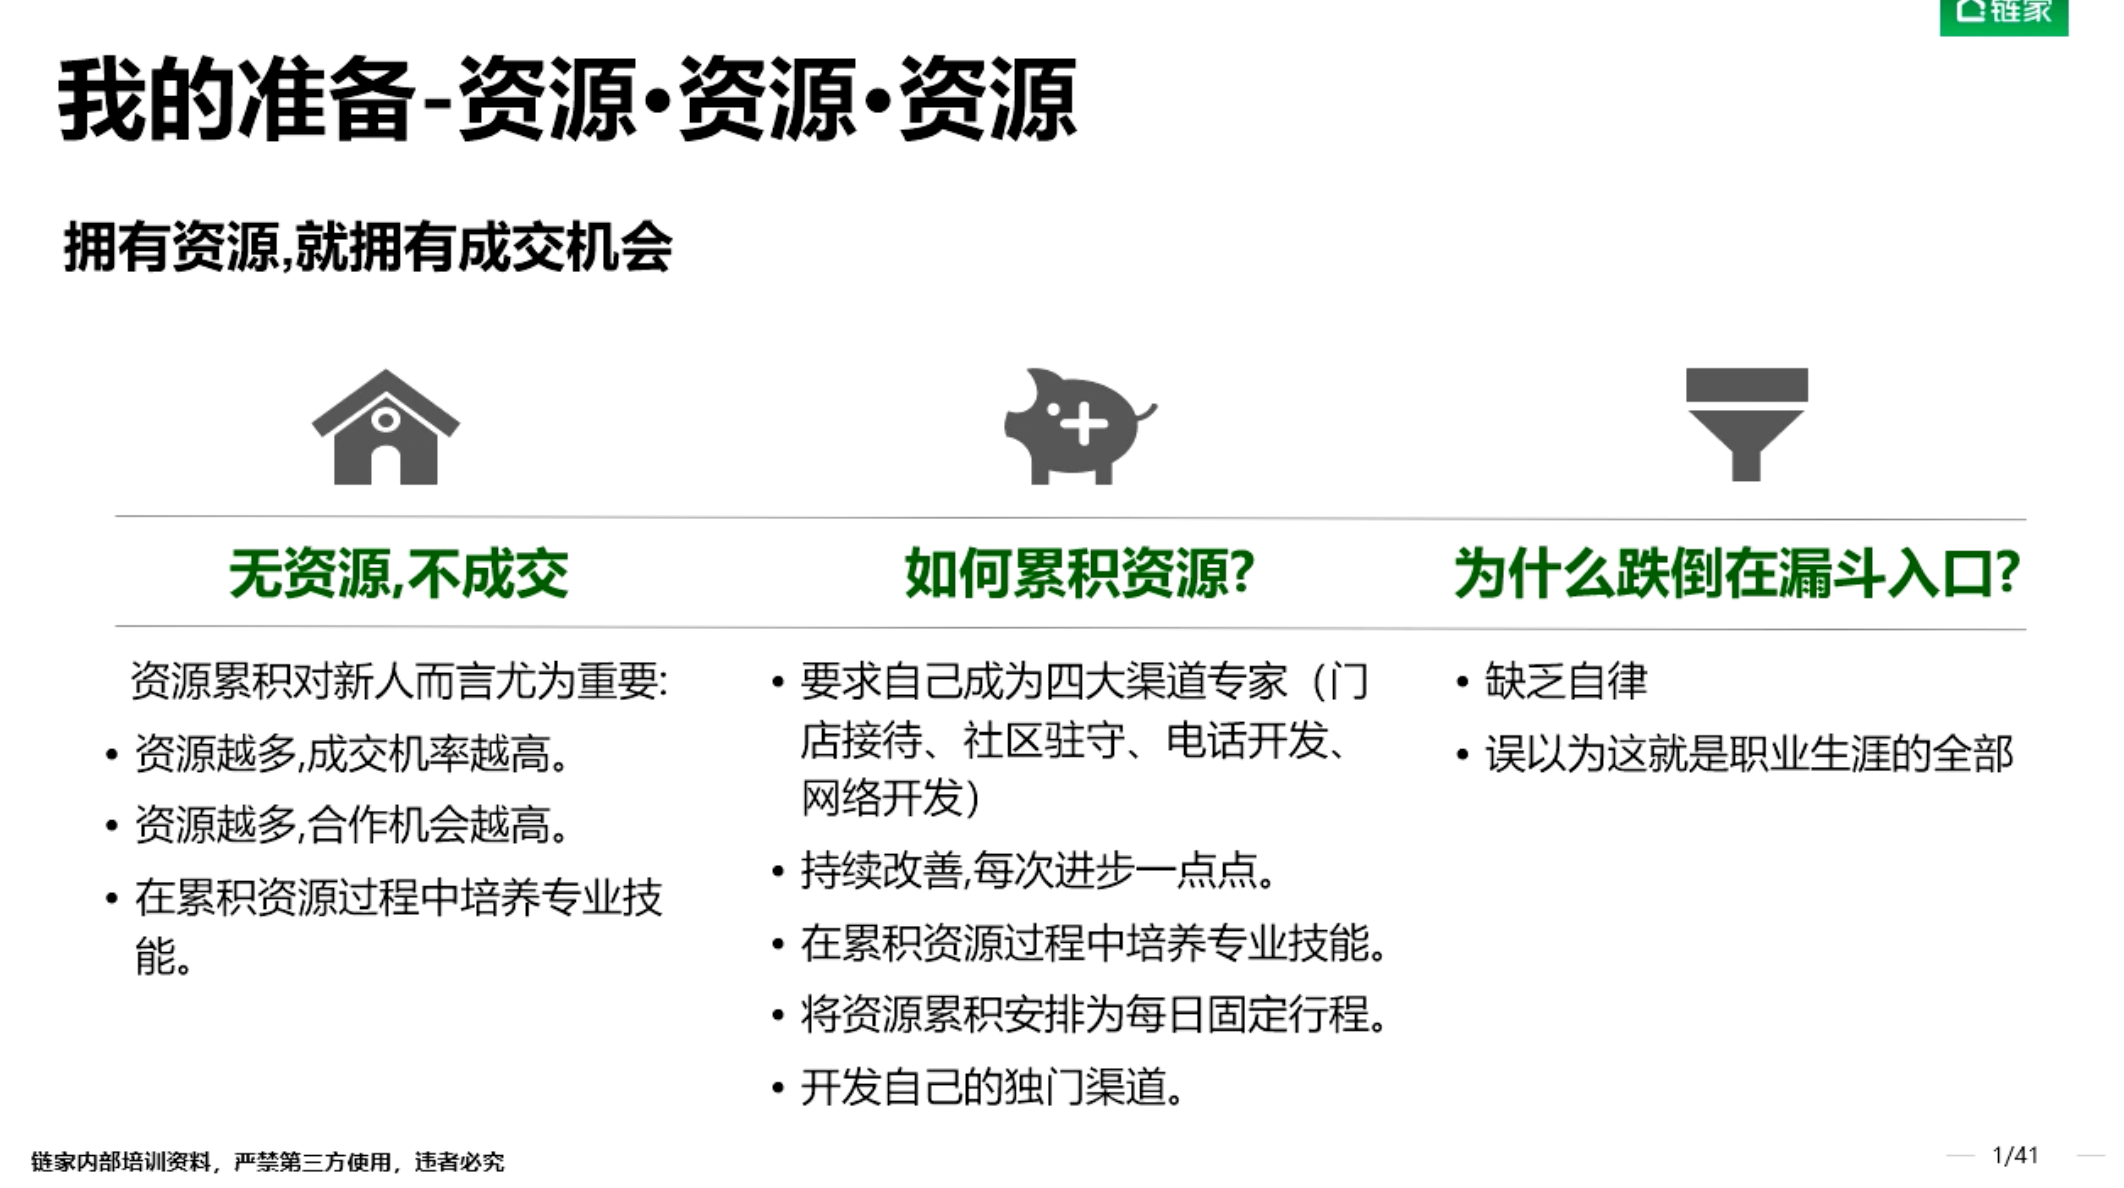 链家
我的准备-资源•资源•资源
拥有资源,就拥有成交机会
无资源,不成交
资源累积对新人而言尤为重要:
• 资源越多,成交机率越高。
• 资源越多,合作机会越高。
• 在累积资源过程中培养专业技
能。
如何累积资源?
• 要求自己成为四大渠道专家（门
店接待、社区驻守、电话开发、
网络开发）
• 持续改善,每次进步一点点。
• 在累积资源过程中培养专业技能。
• 将资源累积安排为每日固定行程。
• 开发自己的独门渠道。
为什么跌倒在漏斗入口?
• 缺乏自律
• 误以为这就是职业生涯的全部
链家内部培训资料，严禁第三方使用，违者必究
1/41